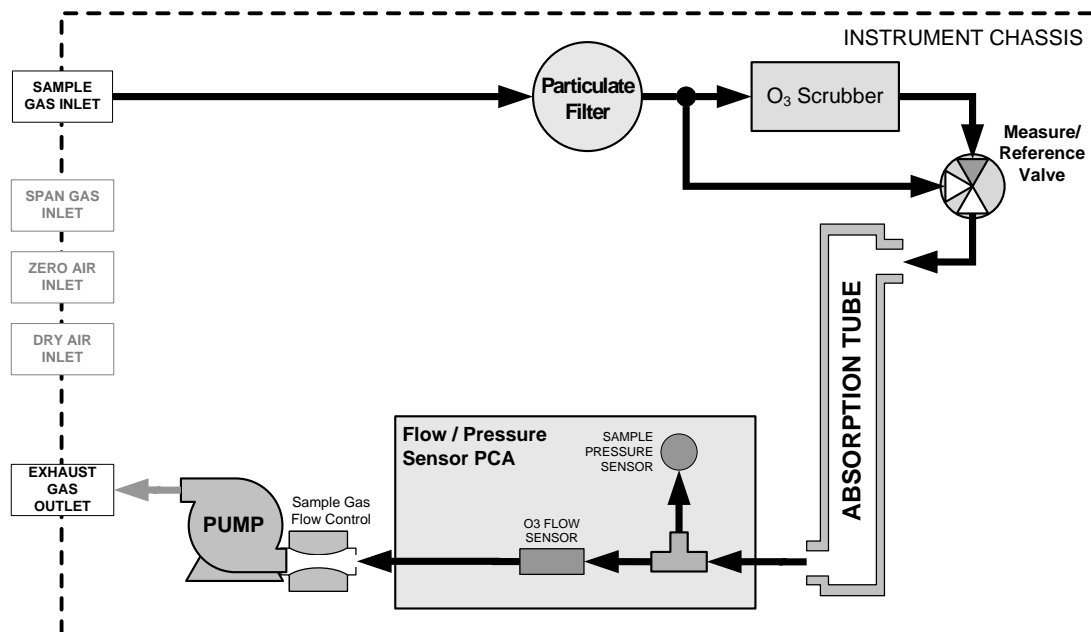 INSTRUMENT CHASSIS
SAMPLE
GAS INLET
Particulate
Filter
O₃ Scrubber
Measure/
Reference
Valve
SPAN GAS
INLET
ZERO AIR
INLET
DRY AIR
INLET
ABSORPTION TUBE
Flow / Pressure
Sensor PCA
SAMPLE
PRESSURE
SENSOR
EXHAUST
GAS
OUTLET
PUMP
Sample Gas
Flow Control
O3 FLOW
SENSOR